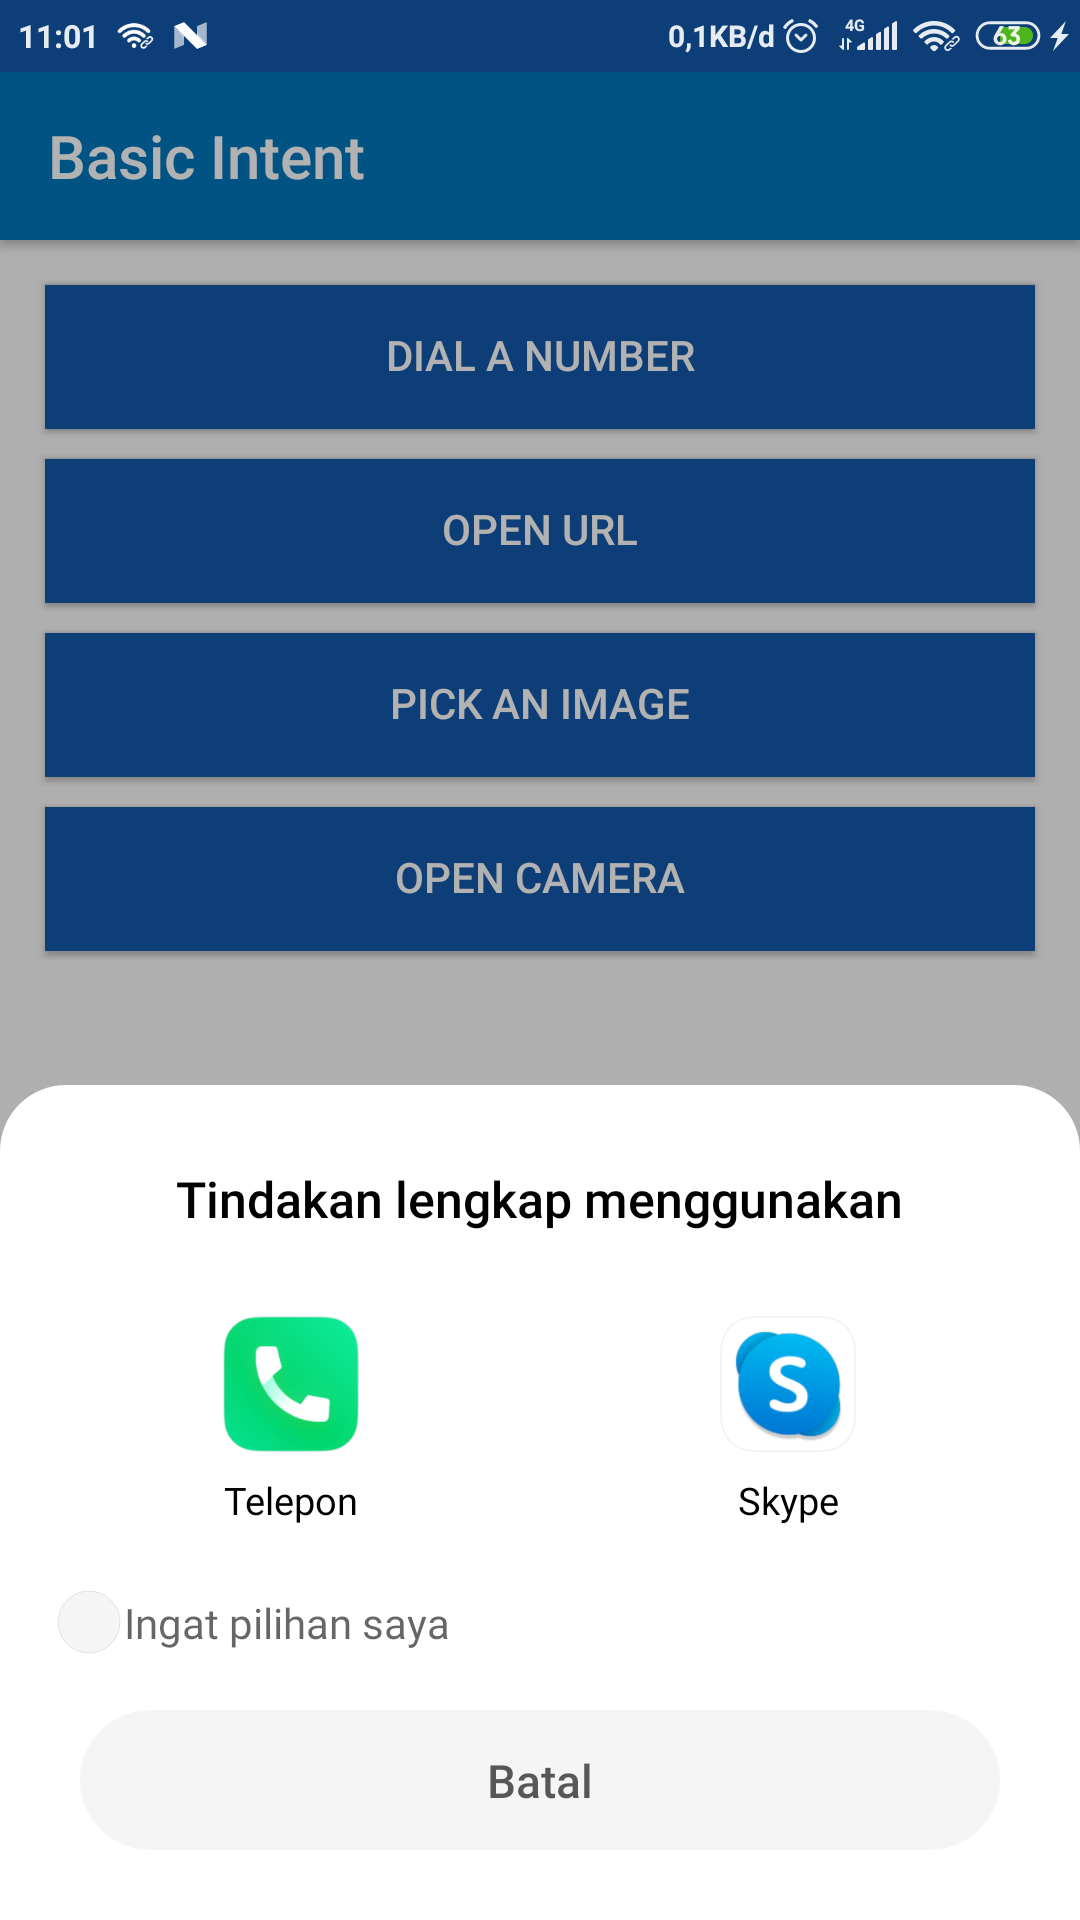 11:01 0,1KB/d 4G 63
Basic Intent
DIAL A NUMBER
OPEN URL
PICK AN IMAGE
OPEN CAMERA
Tindakan lengkap menggunakan
S
Telepon Skype
Ingat pilihan saya
Batal